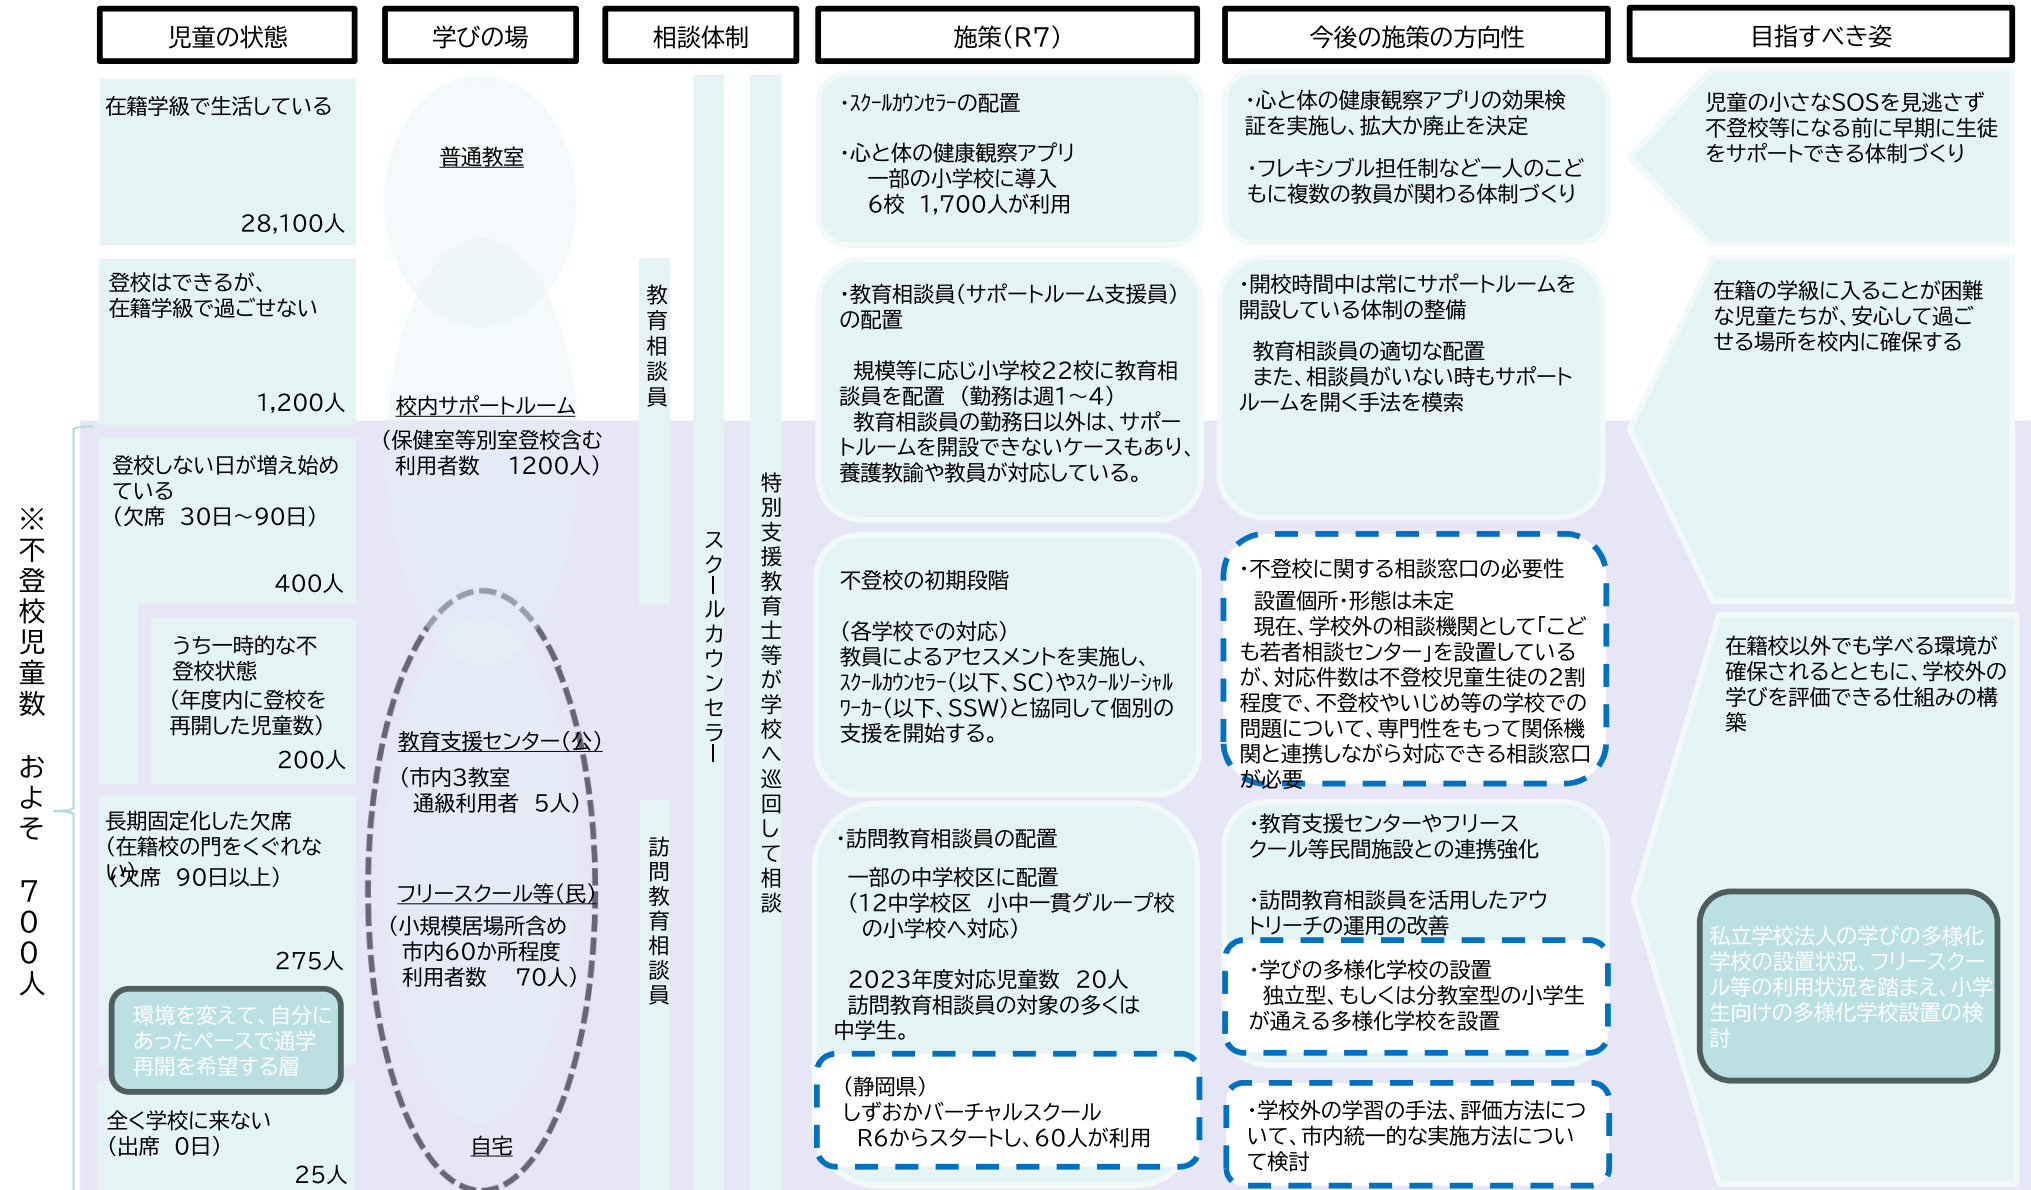 児童の状態
学びの場
相談体制
施策(R7)
今後の施策の方向性
目指すべき姿
※不登校児童数　およそ　700人
在籍学級で生活している
28,100人
登校はできるが、
在籍学級で過ごせない
1,200人
登校しない日が増え始め
ている
(欠席　30日～90日)
400人
うち一時的な不
登校状態
(年度内に登校を
再開した児童数)
200人
長期固定化した欠席
(在籍校の門をくぐれな
い)
(欠席　90日以上)
275人
環境を変えて、自分に
あったペースで通学
再開を希望する層
全く学校に来ない
(出席　0日)
25人
普通教室
校内サポートルーム
(保健室等別室登校含む
利用者数　1200人)
教育支援センター(公)
(市内3教室
通級利用者　5人)
フリースクール等(民)
(小規模居場所含め
市内60か所程度
利用者数　70人)
自宅
教育相談員
訪問教育相談員
スクールカウンセラー
特別支援教育士等が学校へ巡回して相談
・スクールカウンセラーの配置
・心と体の健康観察アプリ
一部の小学校に導入
6校　1,700人が利用
・教育相談員(サポートルーム支援員)
の配置
規模等に応じ小学校22校に教育相
談員を配置　(勤務は週1～4)
教育相談員の勤務日以外は、サポー
トルームを開設できないケースもあり、
養護教諭や教員が対応している。
不登校の初期段階
(各学校での対応)
教員によるアセスメントを実施し、
スクールカウンセラー(以下、SC)やスクールソーシャル
ワーカー(以下、SSW)と協同して個別の
支援を開始する。
・訪問教育相談員の配置
一部の中学校区に配置
(12中学校区　小中一貫グループ校
の小学校へ対応)
2023年度対応児童数　20人
訪問教育相談員の対象の多くは
中学生。
(静岡県)
しずおかバーチャルスクール
R6からスタートし、60人が利用
・心と体の健康観察アプリの効果検
証を実施し、拡大か廃止を決定
・フレキシブル担任制など一人のこど
もに複数の教員が関わる体制づくり
・開校時間中は常にサポートルームを
開設している体制の整備
教育相談員の適切な配置
また、相談員がいない時もサポート
ルームを開く手法を模索
・不登校に関する相談窓口の必要性
設置個所・形態は未定
現在、学校外の相談機関として「こど
も若者相談センター」を設置している
が、対応件数は不登校児童生徒の2割
程度で、不登校やいじめ等の学校での
問題について、専門性をもって関係機
関と連携しながら対応できる相談窓口
が必要
・教育支援センターやフリース
クール等民間施設との連携強化
・訪問教育相談員を活用したアウ
トリーチの運用の改善
・学びの多様化学校の設置
独立型、もしくは分教室型の小学生
が通える多様化学校を設置
・学校外の学習の手法、評価方法につ
いて、市内統一的な実施方法につい
て検討
児童の小さなSOSを見逃さず
不登校等になる前に早期に生徒
をサポートできる体制づくり
在籍の学級に入ることが困難
な児童たちが、安心して過ご
せる場所を校内に確保する
在籍校以外でも学べる環境が
確保されるとともに、学校外の
学びを評価できる仕組みの構
築
私立学校法人の学びの多様化
学校の設置状況、フリースクー
ル等の利用状況を踏まえ、小学
生向けの多様化学校設置の検
討